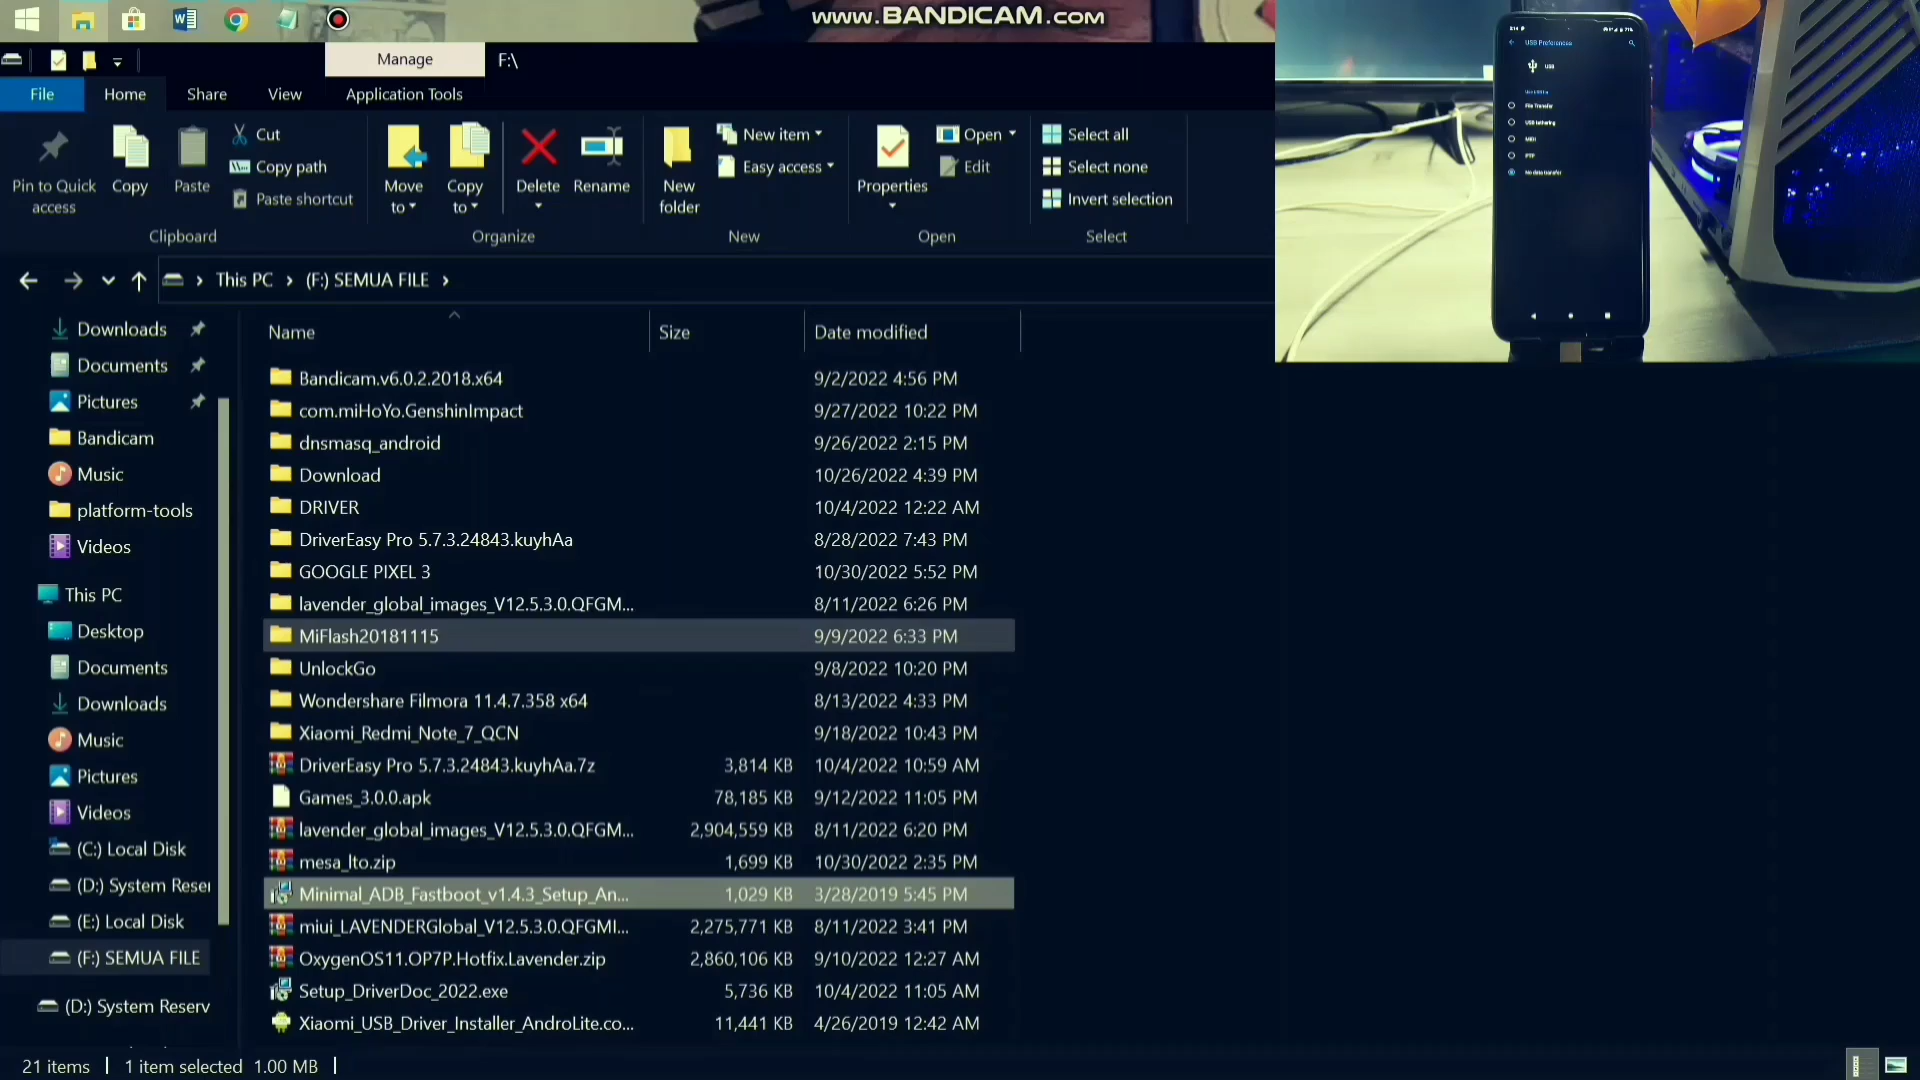 www.BANDICAM.com
Manage
F:\
File
Home
Share
View
Application Tools
Pin to Quick access
Copy
Paste
Cut
Copy path
Paste shortcut
Move to
Copy to
Delete
Rename
New folder
New item
Easy access
Properties
Open
Edit
Select all
Select none
Invert selection
Clipboard
Organize
New
Open
Select
This PC
(F:) SEMUA FILE
Downloads
Documents
Pictures
Bandicam
Music
platform-tools
Videos
This PC
Desktop
Documents
Downloads
Music
Pictures
Videos
(C:) Local Disk
(D:) System Reser
(E:) Local Disk
(F:) SEMUA FILE
(D:) System Reserv
Name Size Date modified
Bandicam.v6.0.2.2018.x64 9/2/2022 4:56 PM
com.miHoYo.GenshinImpact 9/27/2022 10:22 PM
dnsmasq_android 9/26/2022 2:15 PM
Download 10/26/2022 4:39 PM
DRIVER 10/4/2022 12:22 AM
DriverEasy Pro 5.7.3.24843.kuyhAa 8/28/2022 7:43 PM
GOOGLE PIXEL 3 10/30/2022 5:52 PM
lavender_global_images_V12.5.3.0.QFGM... 8/11/2022 6:26 PM
MiFlash20181115 9/9/2022 6:33 PM
UnlockGo 9/8/2022 10:20 PM
Wondershare Filmora 11.4.7.358 x64 8/13/2022 4:33 PM
Xiaomi_Redmi_Note_7_QCN 9/18/2022 10:43 PM
DriverEasy Pro 5.7.3.24843.kuyhAa.7z 3,814 KB 10/4/2022 10:59 AM
Games_3.0.0.apk 78,185 KB 9/12/2022 11:05 PM
lavender_global_images_V12.5.3.0.QFGM... 2,904,559 KB 8/11/2022 6:20 PM
mesa_lto.zip 1,699 KB 10/30/2022 2:35 PM
Minimal_ADB_Fastboot_v1.4.3_Setup_An... 1,029 KB 3/28/2019 5:45 PM
miui_LAVENDERGlobal_V12.5.3.0.QFGMI... 2,275,771 KB 8/11/2022 3:41 PM
OxygenOS11.OP7P.Hotfix.Lavender.zip 2,860,106 KB 9/10/2022 12:27 AM
Setup_DriverDoc_2022.exe 5,736 KB 10/4/2022 11:05 AM
Xiaomi_USB_Driver_Installer_AndroLite.co... 11,441 KB 4/26/2019 12:42 AM
21 items
1 item selected 1.00 MB
USB Preferences
USB
File Transfer
USB tethering
MIDI
PTP
No data transfer